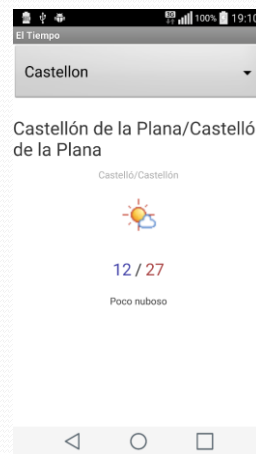 3G 100% 19:10
El Tiempo
Castellon
Castellón de la Plana/Castelló
de la Plana
Castelló/Castellón
12 / 27
Poco nuboso